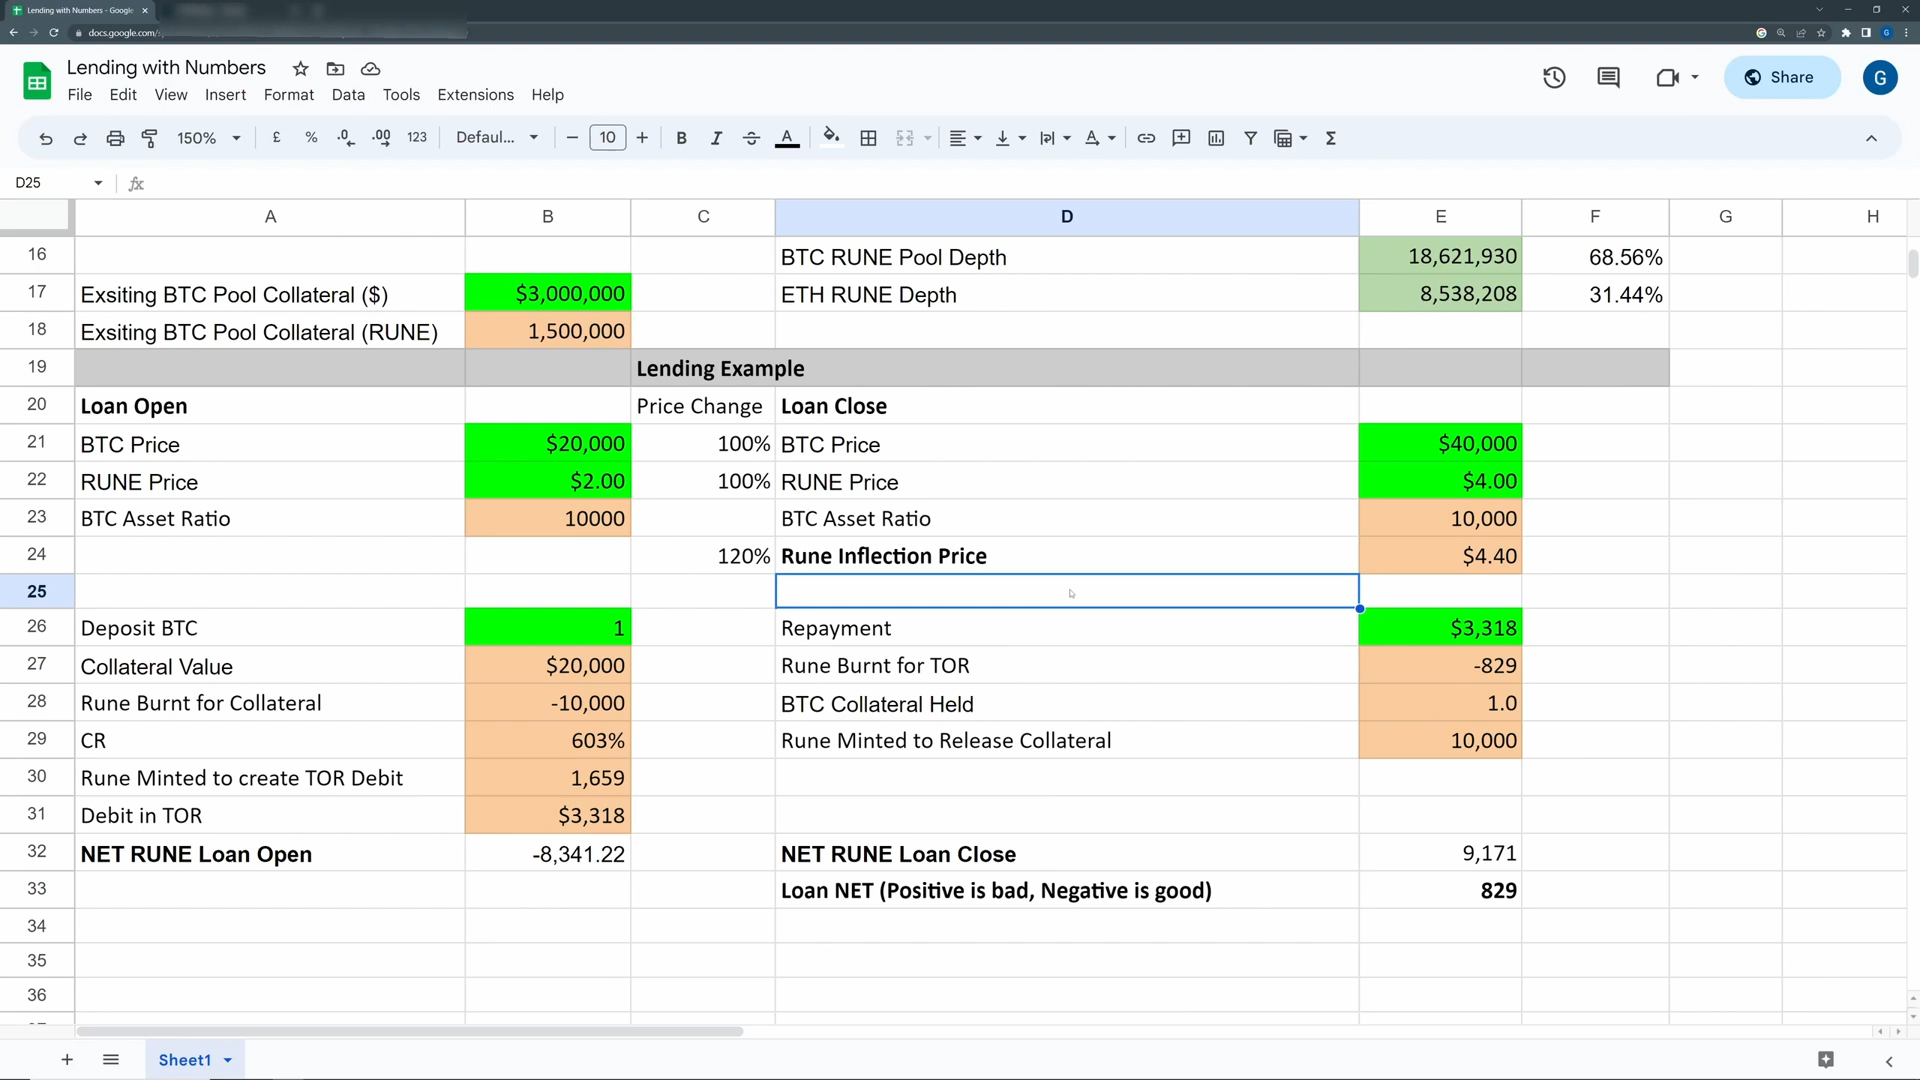 Lending with Numbers - Google
docs.google.com/
Lending with Numbers
Share
G
File Edit View Insert Format Data Tools Extensions Help
150% £ % .0 .00 123 Defaul... 10 B I A Σ
D25 fx
A B C D E F G H
16 BTC RUNE Pool Depth 18,621,930 68.56%
17 Exsiting BTC Pool Collateral ($) $3,000,000 ETH RUNE Depth 8,538,208 31.44%
18 Exsiting BTC Pool Collateral (RUNE) 1,500,000
19 Lending Example
20 Loan Open Price Change Loan Close
21 BTC Price $20,000 100% BTC Price $40,000
22 RUNE Price $2.00 100% RUNE Price $4.00
23 BTC Asset Ratio 10000 BTC Asset Ratio 10,000
24 120% Rune Inflection Price $4.40
25
26 Deposit BTC 1 Repayment $3,318
27 Collateral Value $20,000 Rune Burnt for TOR -829
28 Rune Burnt for Collateral -10,000 BTC Collateral Held 1.0
29 CR 603% Rune Minted to Release Collateral 10,000
30 Rune Minted to create TOR Debit 1,659
31 Debit in TOR $3,318
32 NET RUNE Loan Open -8,341.22 NET RUNE Loan Close 9,171
33 Loan NET (Positive is bad, Negative is good) 829
34
35
36
Sheet1